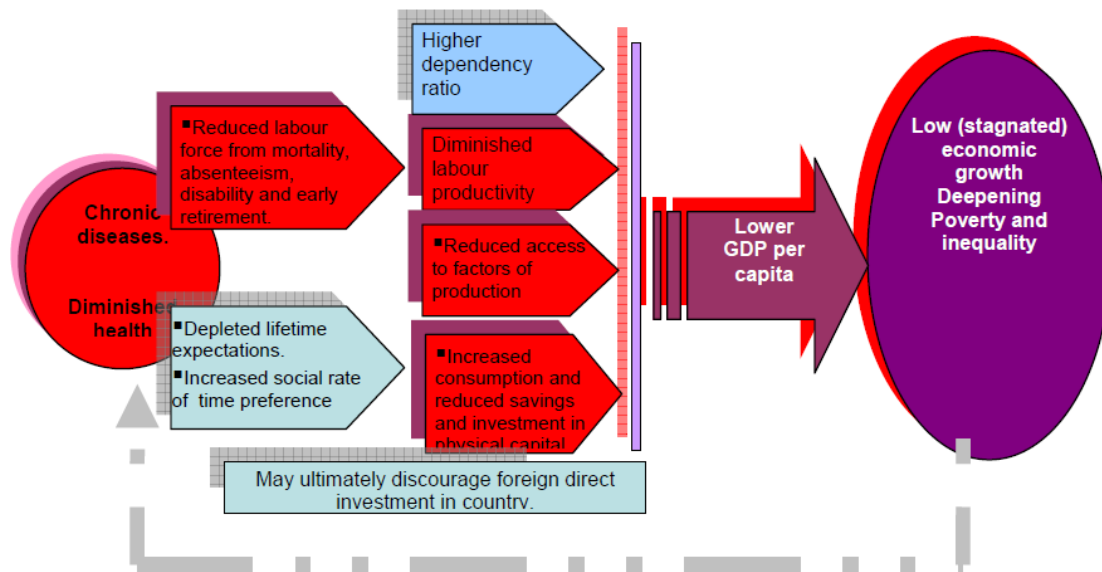 Chronic
diseases.
Diminishes
health
▪Reduced labour
force from mortality,
absenteeism,
disability and early
retirement.
▪Depleted lifetime
expectations.
▪Increased social rate
of time preference
Higher
dependency
ratio
Diminished
labour
productivity
▪Reduced access
to factors of
production
▪Increased
consumption and
reduced savings
and investment in
physical capital
May ultimately discourage foreign direct
investment in country.
Lower
GDP per
capita
Low (stagnated)
economic
growth
Deepening
Poverty and
inequality